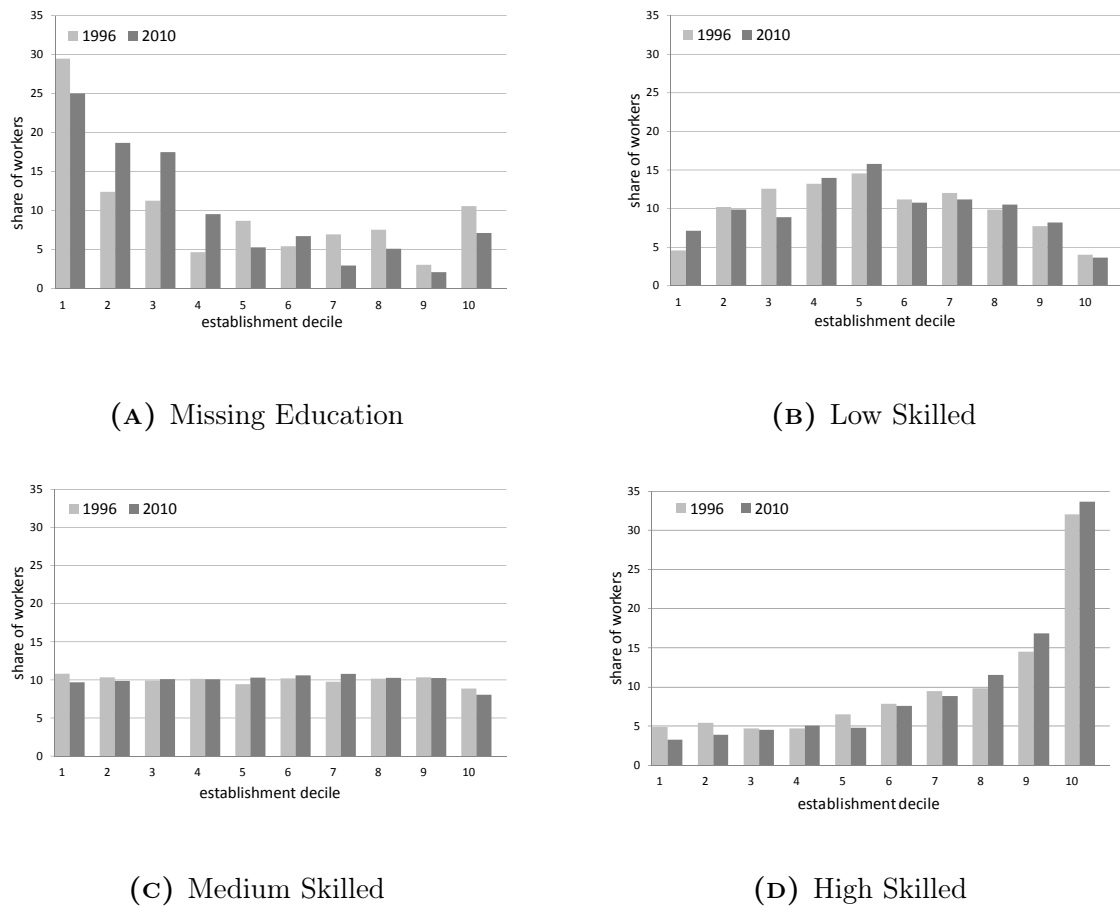 35
1996 2010
30
25
20
15
10
5
0
share of workers
1 2 3 4 5 6 7 8 9 10
establishment decile
(A) Missing Education
35
1996 2010
30
25
20
15
10
5
0
share of workers
1 2 3 4 5 6 7 8 9 10
establishment decile
(B) Low Skilled
35
1996 2010
30
25
20
15
10
5
0
share of workers
1 2 3 4 5 6 7 8 9 10
establishment decile
(C) Medium Skilled
35
1996 2010
30
25
20
15
10
5
0
share of workers
1 2 3 4 5 6 7 8 9 10
establishment decile
(D) High Skilled